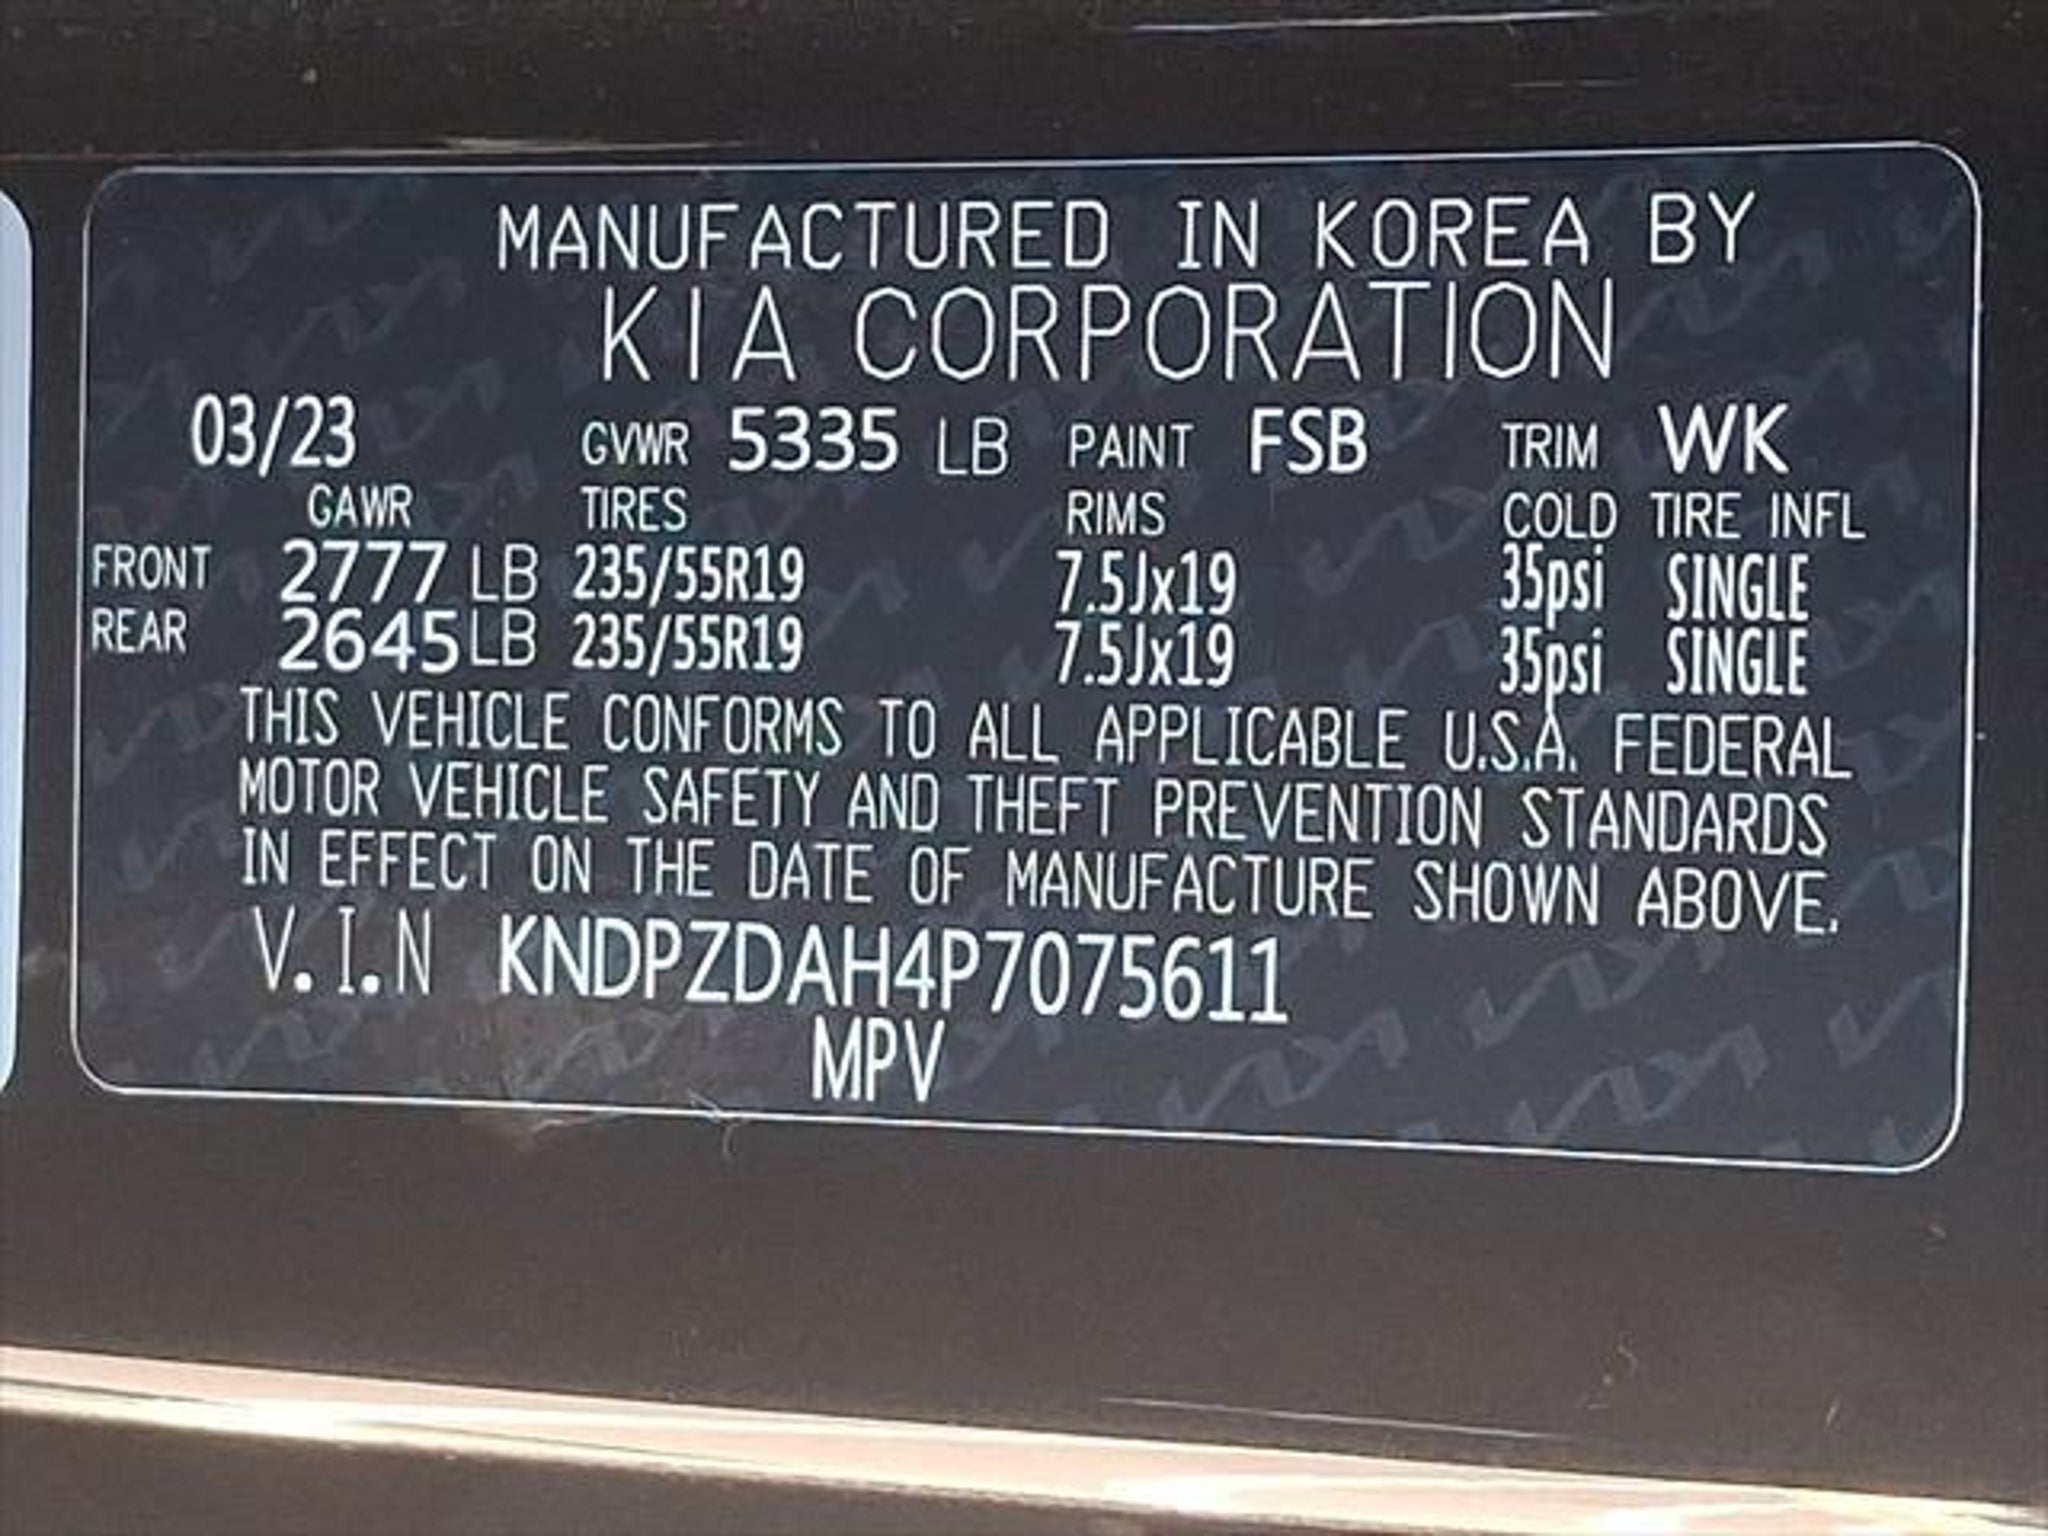 MANUFACTURED IN KOREA BY
KIA CORPORATION
03/23 GVWR 5335 LB PAINT FSB TRIM WK
GAWR TIRES RIMS COLD TIRE INFL
FRONT 2777 LB 235/55R19 7.5Jx19 35psi SINGLE
REAR 2645 LB 235/55R19 7.5Jx19 35psi SINGLE
THIS VEHICLE CONFORMS TO ALL APPLICABLE U.S.A. FEDERAL
MOTOR VEHICLE SAFETY AND THEFT PREVENTION STANDARDS
IN EFFECT ON THE DATE OF MANUFACTURE SHOWN ABOVE.
V.I.N KNDPZDAH4P7075611
MPV